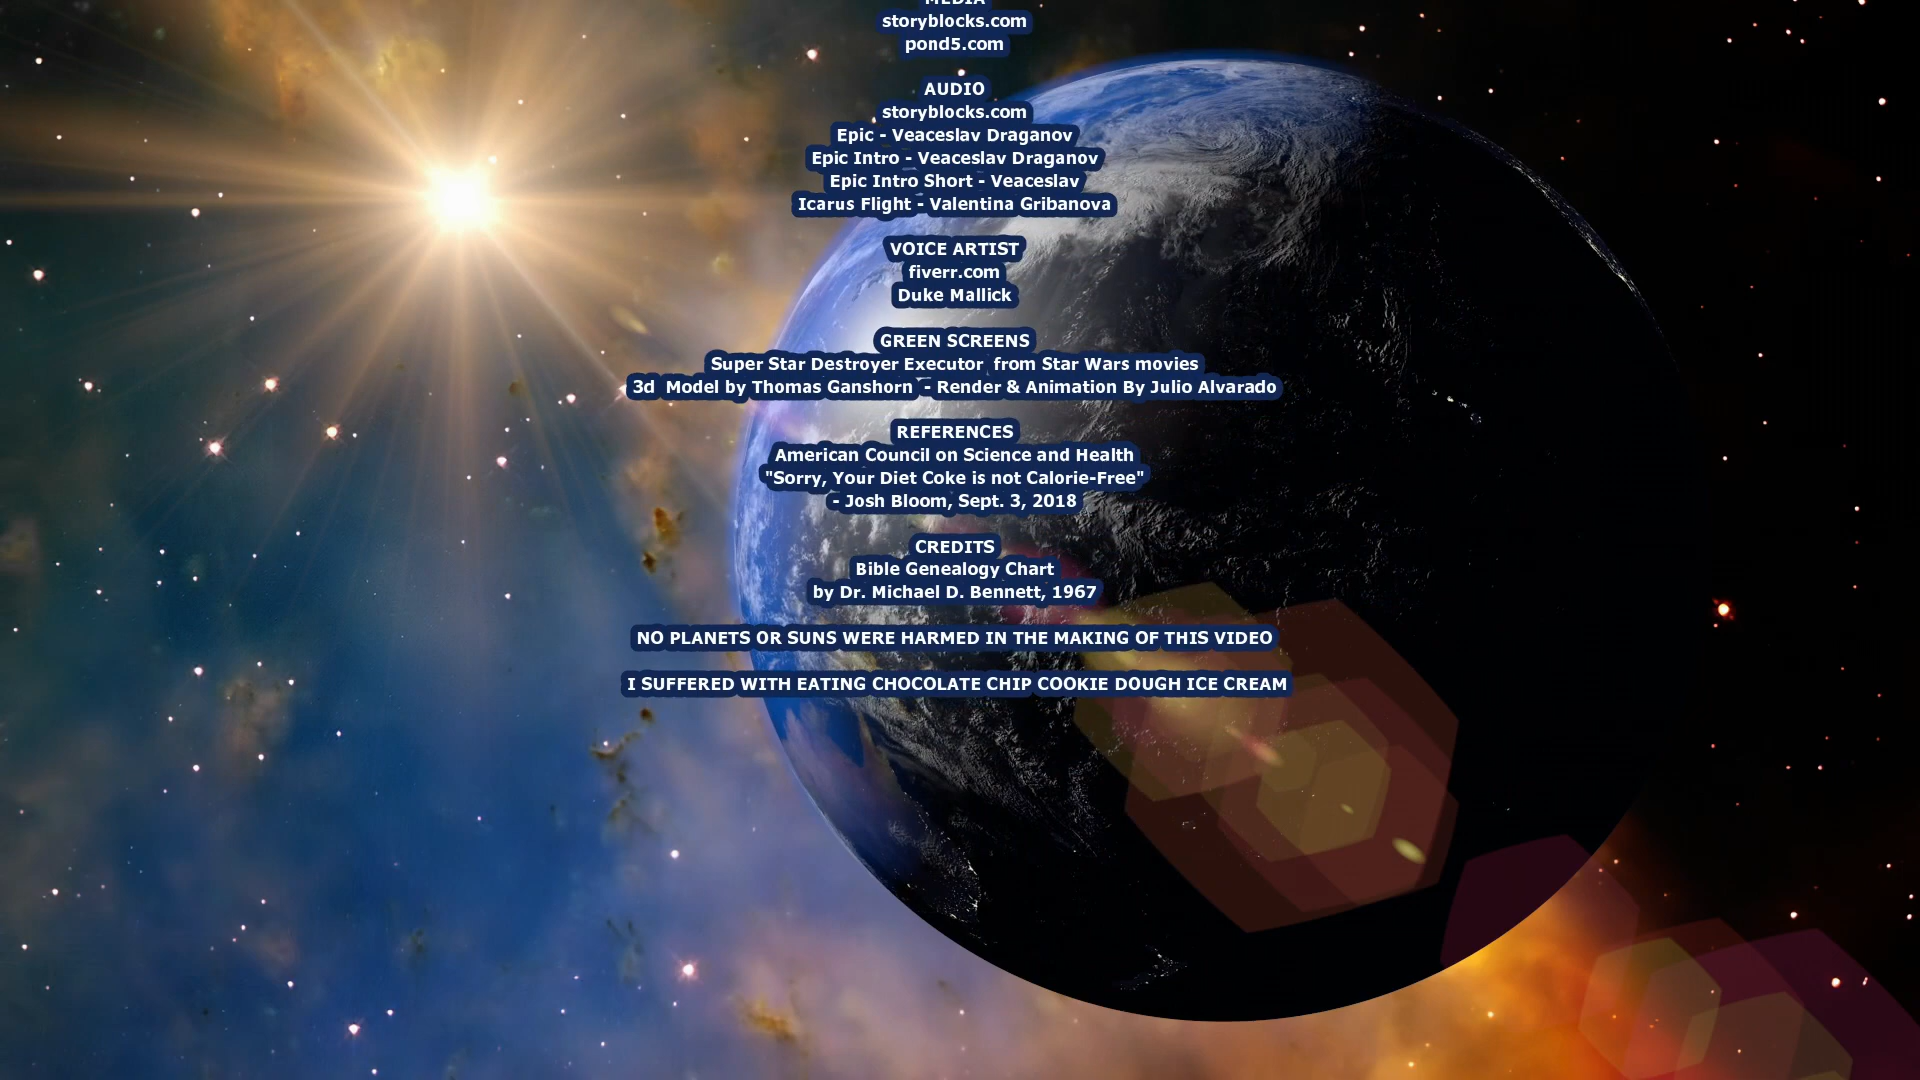 MEDIA
storyblocks.com
pond5.com
AUDIO
storyblocks.com
Epic - Veaceslav Draganov
Epic Intro - Veaceslav Draganov
Epic Intro Short - Veaceslav
Icarus Flight - Valentina Gribanova
VOICE ARTIST
fiverr.com
Duke Mallick
GREEN SCREENS
Super Star Destroyer Executor  from Star Wars movies
3d  Model by Thomas Ganshorn  - Render & Animation By Julio Alvarado
REFERENCES
American Council on Science and Health
"Sorry, Your Diet Coke is not Calorie-Free"
- Josh Bloom, Sept. 3, 2018
CREDITS
Bible Genealogy Chart
by Dr. Michael D. Bennett, 1967
NO PLANETS OR SUNS WERE HARMED IN THE MAKING OF THIS VIDEO
I SUFFERED WITH EATING CHOCOLATE CHIP COOKIE DOUGH ICE CREAM